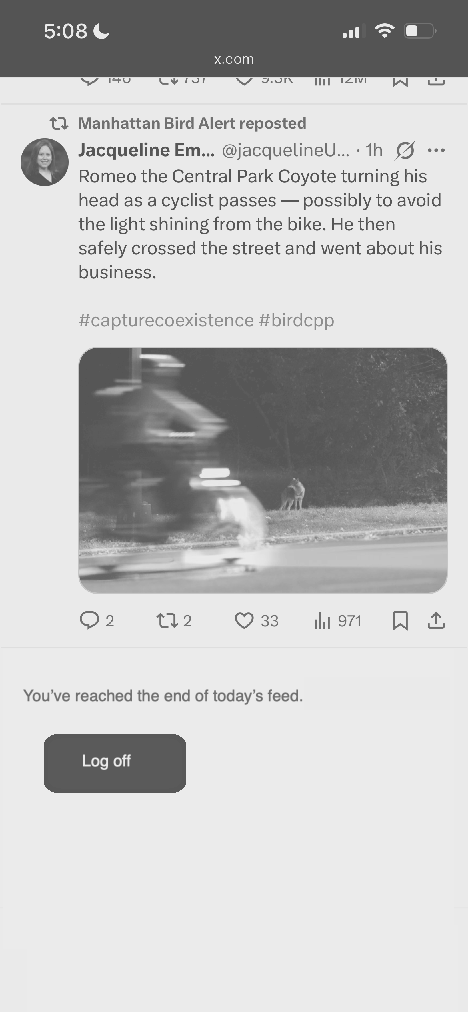 5:08
x.com
146 737 9.3K 12M
Manhattan Bird Alert reposted
Jacqueline Em... @jacquelineU... · 1h
Romeo the Central Park Coyote turning his
head as a cyclist passes — possibly to avoid
the light shining from the bike. He then
safely crossed the street and went about his
business.
#capturecoexistence #birdcpp
2 2 33 971
You've reached the end of today's feed.
Log off